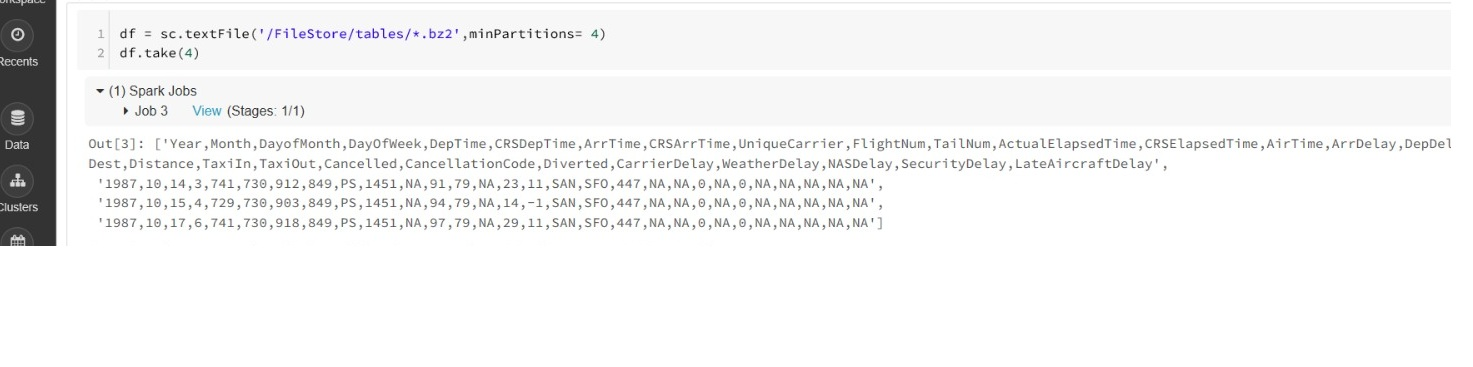 orkspace
Recents
Data
Clusters
1 df = sc.textFile('/FileStore/tables/*.bz2',minPartitions= 4)
2 df.take(4)
(1) Spark Jobs
Job 3 View (Stages: 1/1)
Out[3]: ['Year,Month,DayofMonth,DayOfWeek,DepTime,CRSDepTime,ArrTime,CRSArrTime,UniqueCarrier,FlightNum,TailNum,ActualElapsedTime,CRSElapsedTime,AirTime,ArrDelay,DepDel
Dest,Distance,TaxiIn,TaxiOut,Cancelled,CancellationCode,Diverted,CarrierDelay,WeatherDelay,NASDelay,SecurityDelay,LateAircraftDelay',
'1987,10,14,3,741,730,912,849,PS,1451,NA,91,79,NA,23,11,SAN,SFO,447,NA,NA,0,NA,0,NA,NA,NA,NA,NA',
'1987,10,15,4,729,730,903,849,PS,1451,NA,94,79,NA,14,-1,SAN,SFO,447,NA,NA,0,NA,0,NA,NA,NA,NA,NA',
'1987,10,17,6,741,730,918,849,PS,1451,NA,97,79,NA,29,11,SAN,SFO,447,NA,NA,0,NA,0,NA,NA,NA,NA,NA']